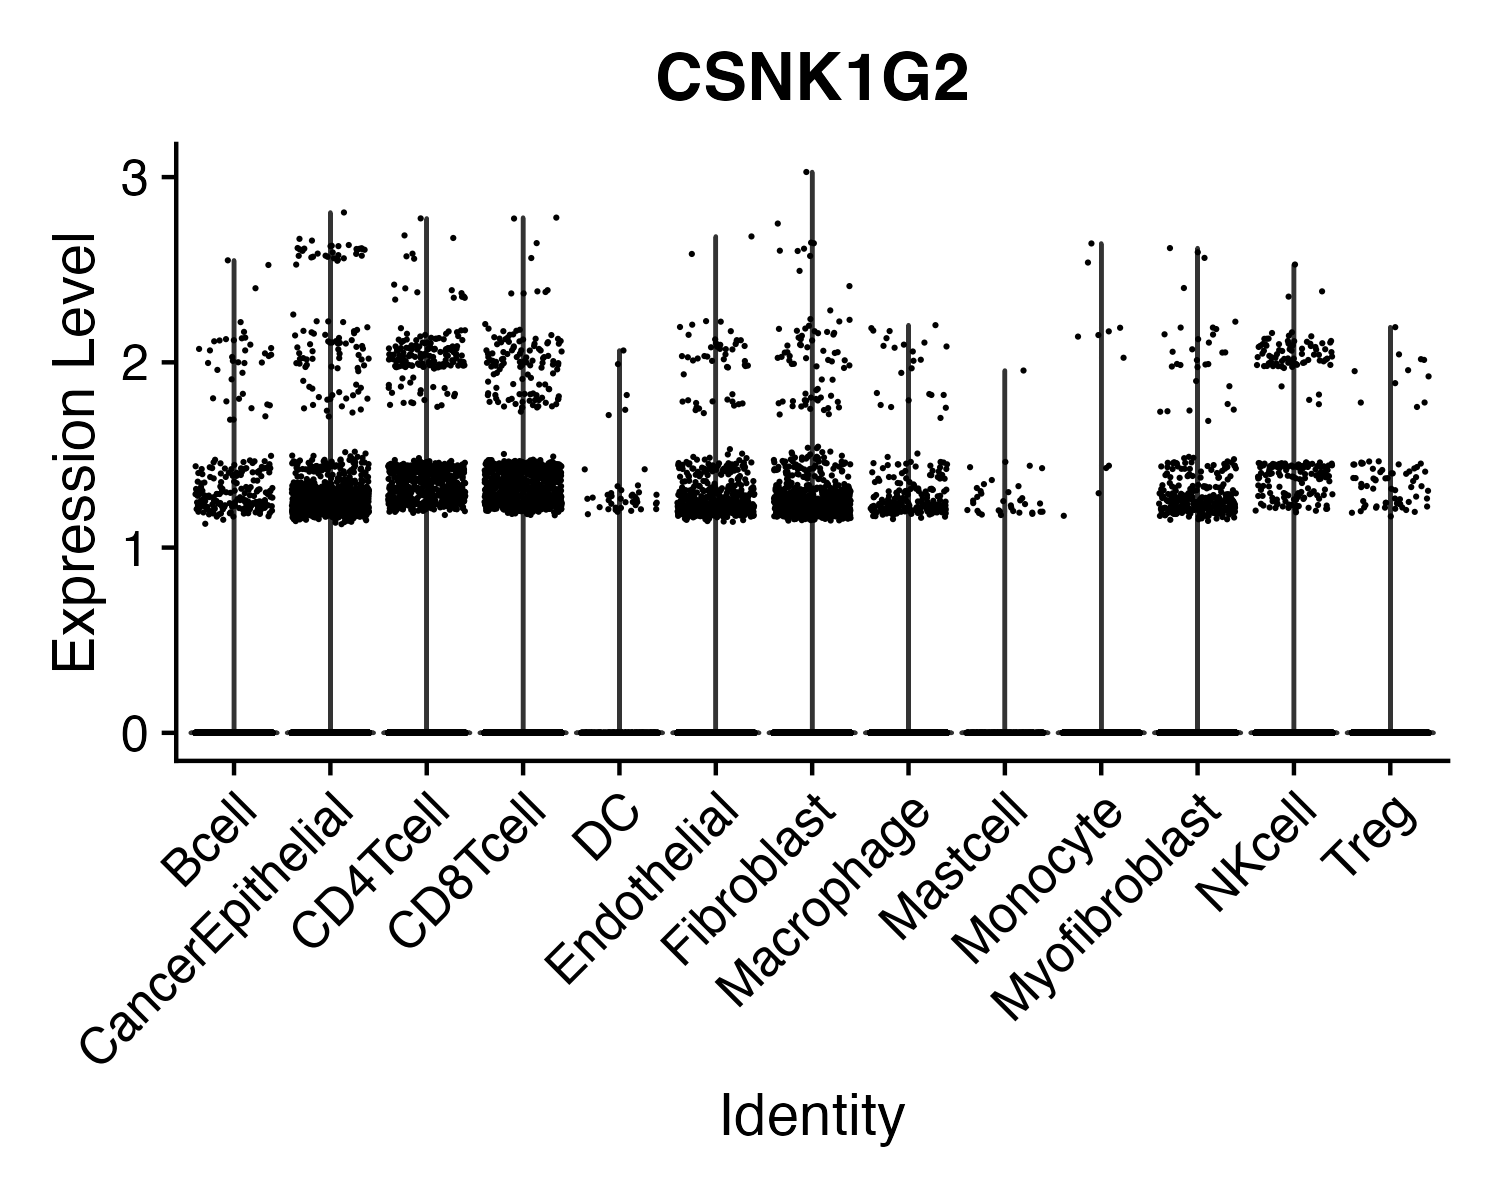 CSNK1G2
Expression Level
3
2
1
0
Bcell
CancerEpithelial
CD4Tcell
CD8Tcell
DC
Endothelial
Fibroblast
Macrophage
Mastcell
Monocyte
Myofibroblast
NKcell
Treg
Identity